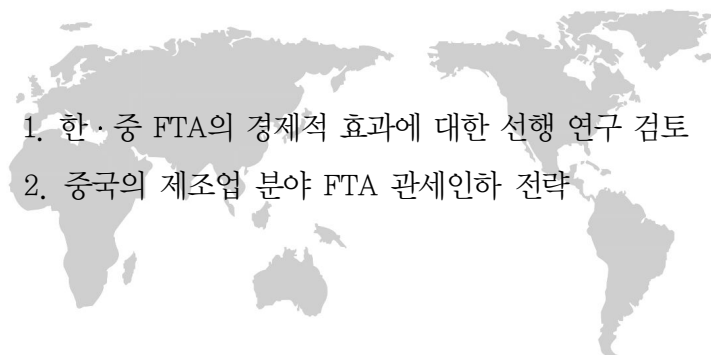 1. 한·중 FTA의 경제적 효과에 대한 선행 연구 검토
2. 중국의 제조업 분야 FTA 관세인하 전략